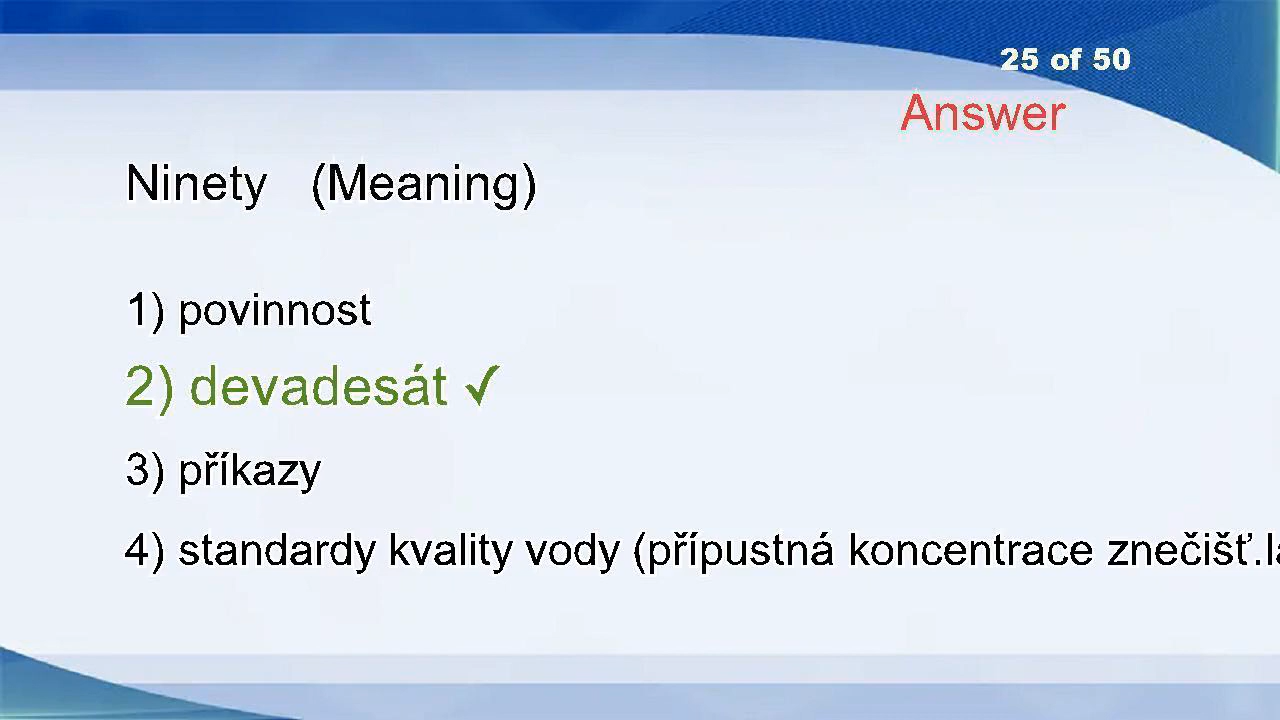 25 of 50
Answer
Ninety (Meaning)
1) povinnost
2) devadesát ✓
3) příkazy
4) standardy kvality vody (přípustná koncentrace znečišť.